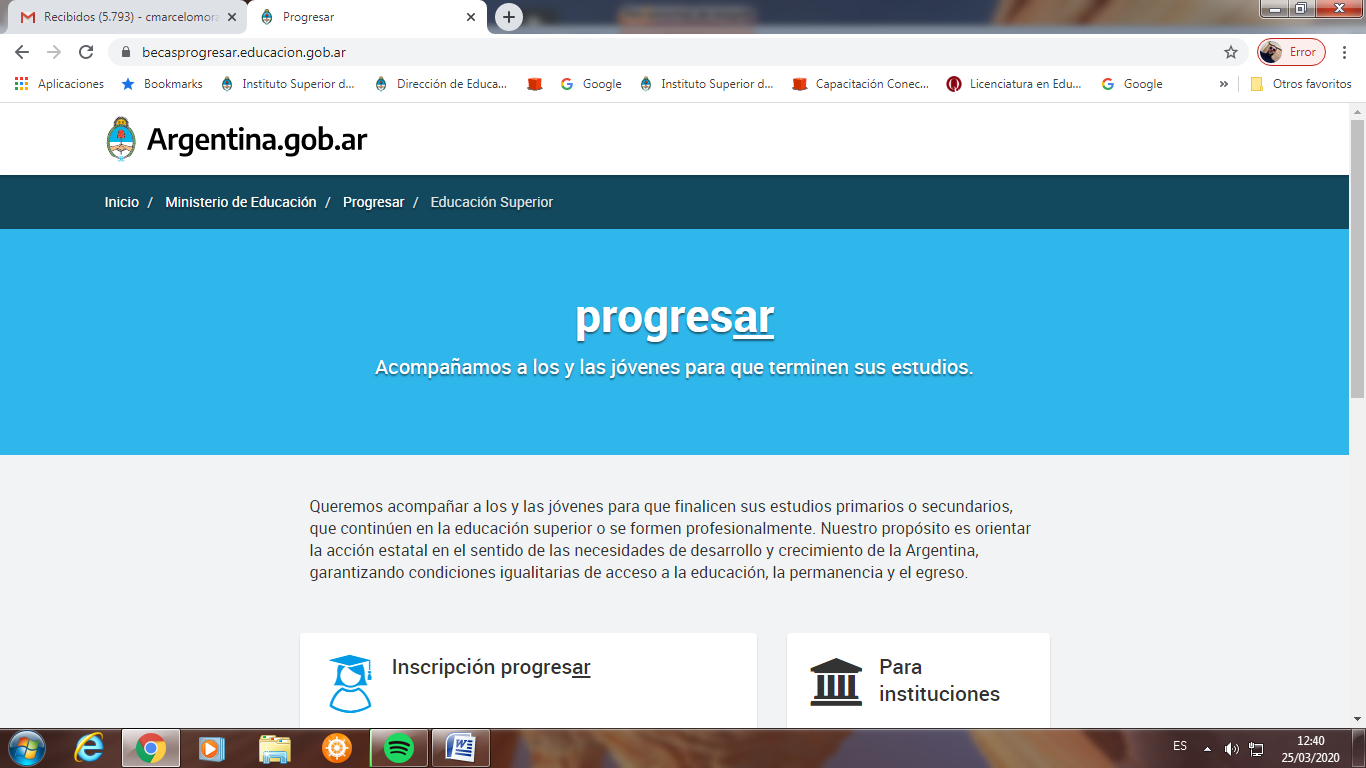 Recibidos (5.793) - cmarcelomora
Progresar
becasprogresar.educacion.gob.ar
Error
Aplicaciones
Bookmarks
Instituto Superior d...
Dirección de Educa...
Google
Instituto Superior d...
Capacitación Conec...
Licenciatura en Edu...
Google
»
Otros favoritos
Argentina.gob.ar
Inicio / Ministerio de Educación / Progresar / Educación Superior
progresar
Acompañamos a los y las jóvenes para que terminen sus estudios.
Queremos acompañar a los y las jóvenes para que finalicen sus estudios primarios o secundarios,
que continúen en la educación superior o se formen profesionalmente. Nuestro propósito es orientar
la acción estatal en el sentido de las necesidades de desarrollo y crecimiento de la Argentina,
garantizando condiciones igualitarias de acceso a la educación, la permanencia y el egreso.
Inscripción progresar
Para
instituciones
ES
12:40
25/03/2020